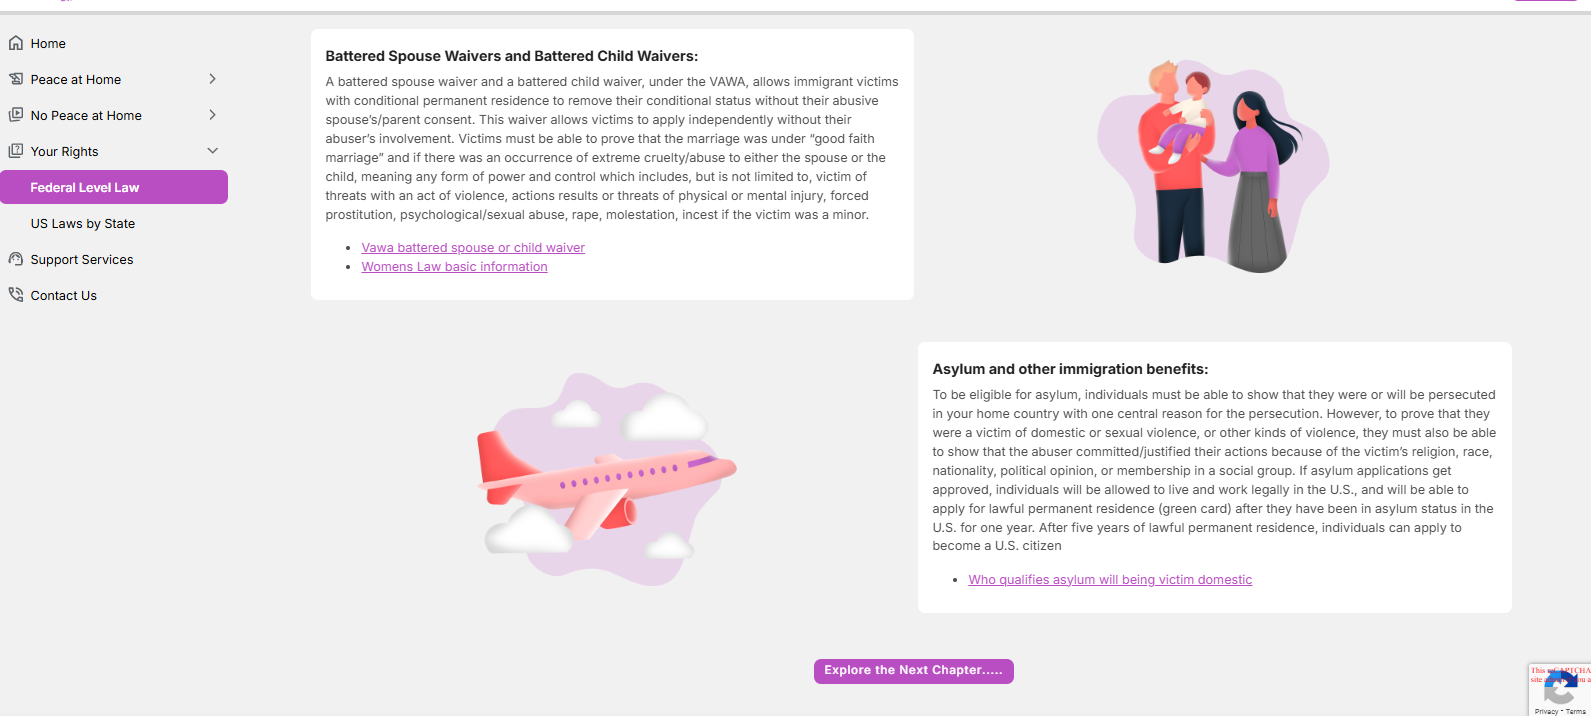 Home
Peace at Home
No Peace at Home
Your Rights
Federal Level Law
US Laws by State
Support Services
Contact Us
Battered Spouse Waivers and Battered Child Waivers:
A battered spouse waiver and a battered child waiver, under the VAWA, allows immigrant victims
with conditional permanent residence to remove their conditional status without their abusive
spouse’s/parent consent. This waiver allows victims to apply independently without their
abuser’s involvement. Victims must be able to prove that the marriage was under “good faith
marriage” and if there was an occurrence of extreme cruelty/abuse to either the spouse or the
child, meaning any form of power and control which includes, but is not limited to, victim of
threats with an act of violence, actions results or threats of physical or mental injury, forced
prostitution, psychological/sexual abuse, rape, molestation, incest if the victim was a minor.
• Vawa battered spouse or child waiver
• Womens Law basic information
Asylum and other immigration benefits:
To be eligible for asylum, individuals must be able to show that they were or will be persecuted
in your home country with one central reason for the persecution. However, to prove that they
were a victim of domestic or sexual violence, or other kinds of violence, they must also be able
to show that the abuser committed/justified their actions because of the victim’s religion, race,
nationality, political opinion, or membership in a social group. If asylum applications get
approved, individuals will be allowed to live and work legally in the U.S., and will be able to
apply for lawful permanent residence (green card) after they have been in asylum status in the
U.S. for one year. After five years of lawful permanent residence, individuals can apply to
become a U.S. citizen
• Who qualifies asylum will being victim domestic
Explore the Next Chapter.....
This
site
Privacy - Terms